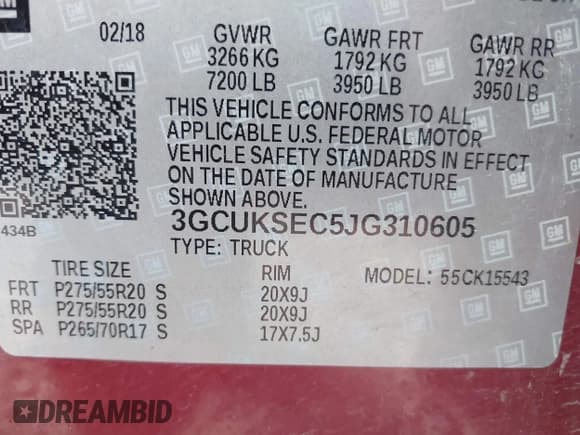 02/18 GVWR GAWR FRT GAWR RR
3266 KG 1792 KG 1792 KG
7200 LB 3950 LB 3950 LB
THIS VEHICLE CONFORMS TO ALL
APPLICABLE U.S. FEDERAL MOTOR
VEHICLE SAFETY STANDARDS IN EFFECT
ON THE DATE OF MANUFACTURE
SHOWN ABOVE.
434B
3GCUKSEC5JG310605
TYPE: TRUCK
TIRE SIZE RIM MODEL: 55CK15543
FRT P275/55R20 S 20X9J
RR P275/55R20 S 20X9J
SPA P265/70R17 S 17X7.5J
GM
DREAMBID